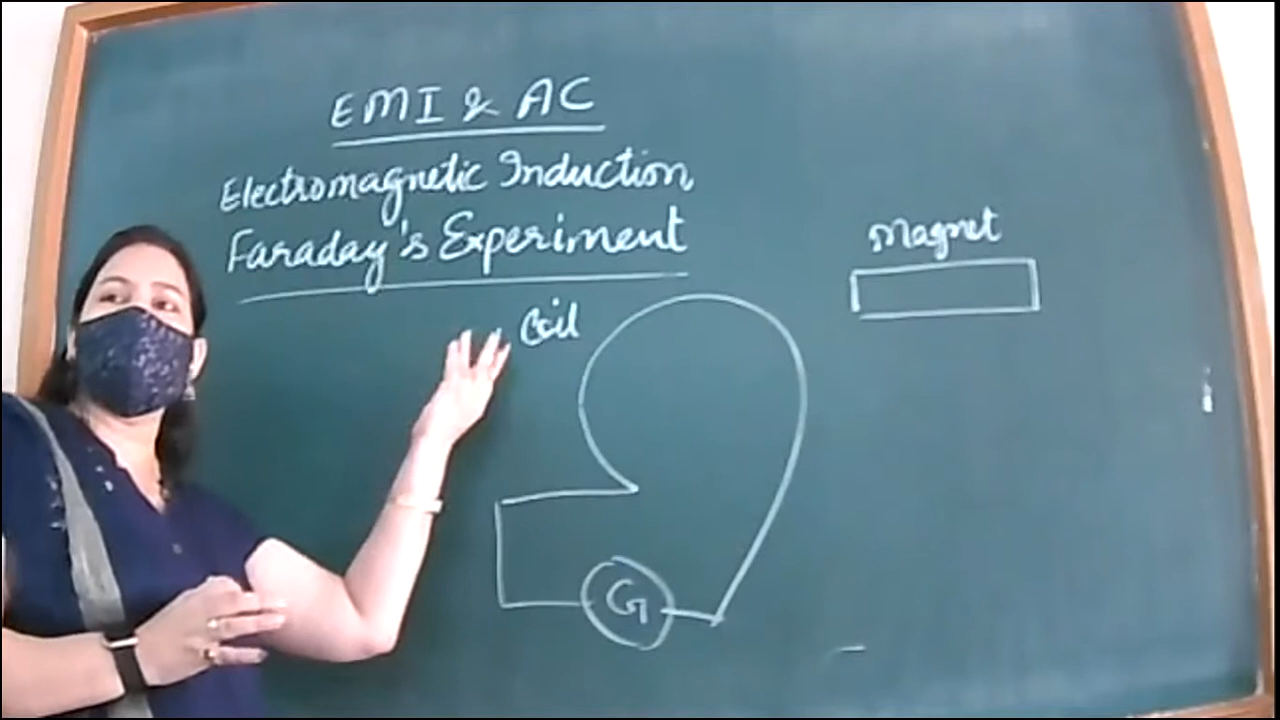 EMI & AC
Electromagnetic Induction
Faraday's Experiment
Magnet
Coil
G